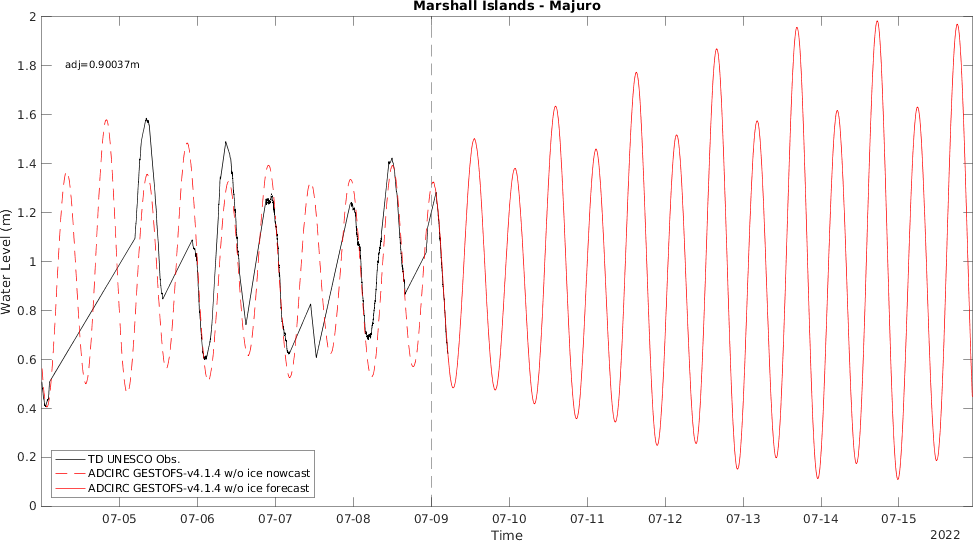 Marshall Islands - Majuro
adj=0.90037m
Water Level (m)
2
1.8
1.6
1.4
1.2
1
0.8
0.6
0.4
0.2
0
TD UNESCO Obs.
ADCIRC GESTOFS-v4.1.4 w/o ice nowcast
ADCIRC GESTOFS-v4.1.4 w/o ice forecast
07-05 07-06 07-07 07-08 07-09 07-10 07-11 07-12 07-13 07-14 07-15
Time
2022